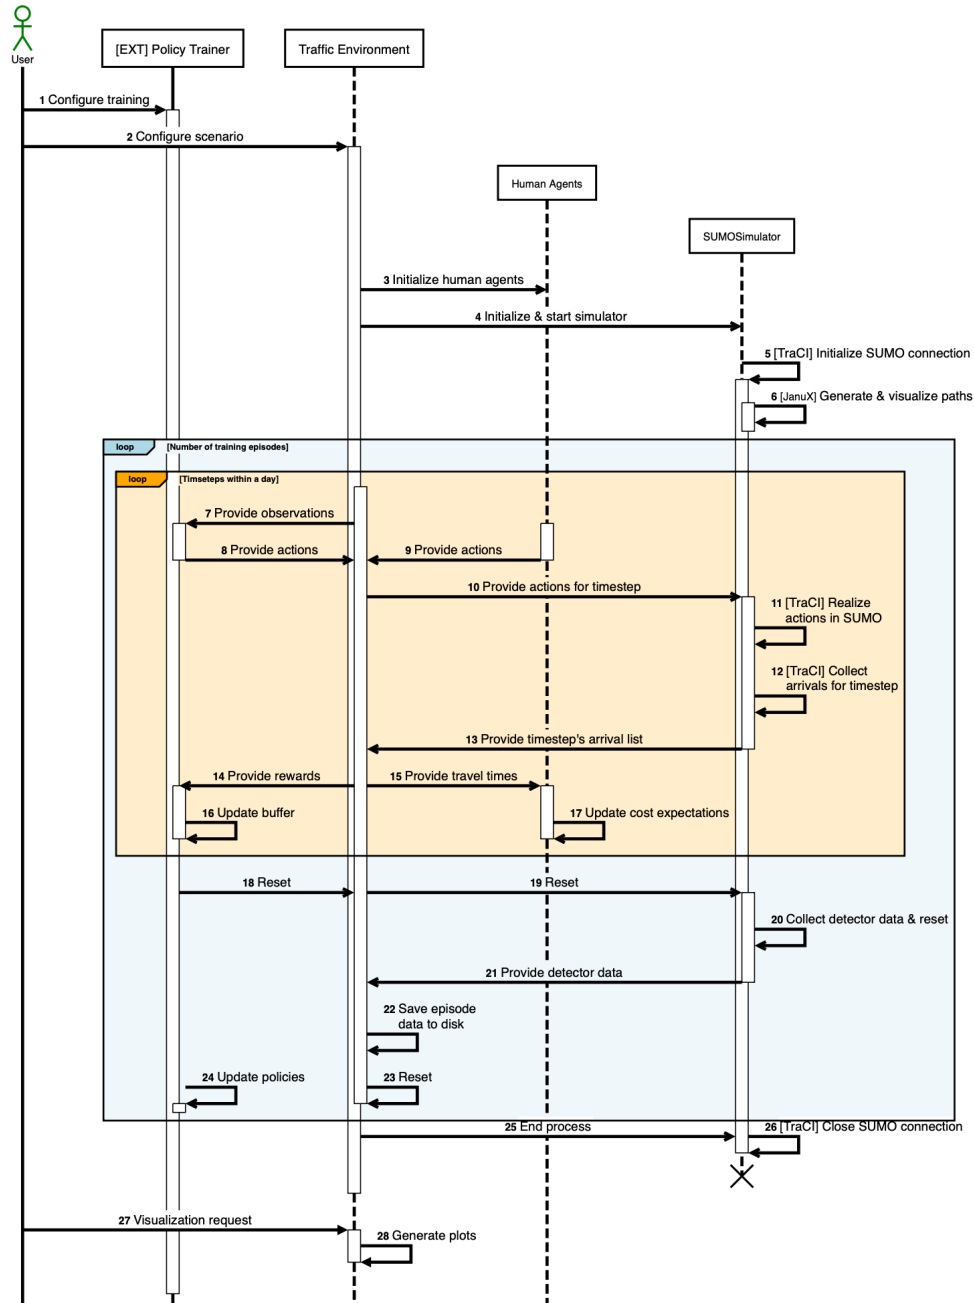 User
[EXT] Policy Trainer
Traffic Environment
1 Configure training
2 Configure scenario
Human Agents
SUMOSimulator
3 Initialize human agents
4 Initialize & start simulator
5 [TraCI] Initialize SUMO connection
6 [JanuX] Generate & visualize paths
loop [Number of training episodes]
loop [Timseteps within a day]
7 Provide observations
8 Provide actions
9 Provide actions
10 Provide actions for timestep
11 [TraCI] Realize
actions in SUMO
12 [TraCI] Collect
arrivals for timestep
13 Provide timestep's arrival list
14 Provide rewards
15 Provide travel times
16 Update buffer
17 Update cost expectations
18 Reset
19 Reset
20 Collect detector data & reset
21 Provide detector data
22 Save episode
data to disk
24 Update policies
23 Reset
25 End process
26 [TraCI] Close SUMO connection
27 Visualization request
28 Generate plots